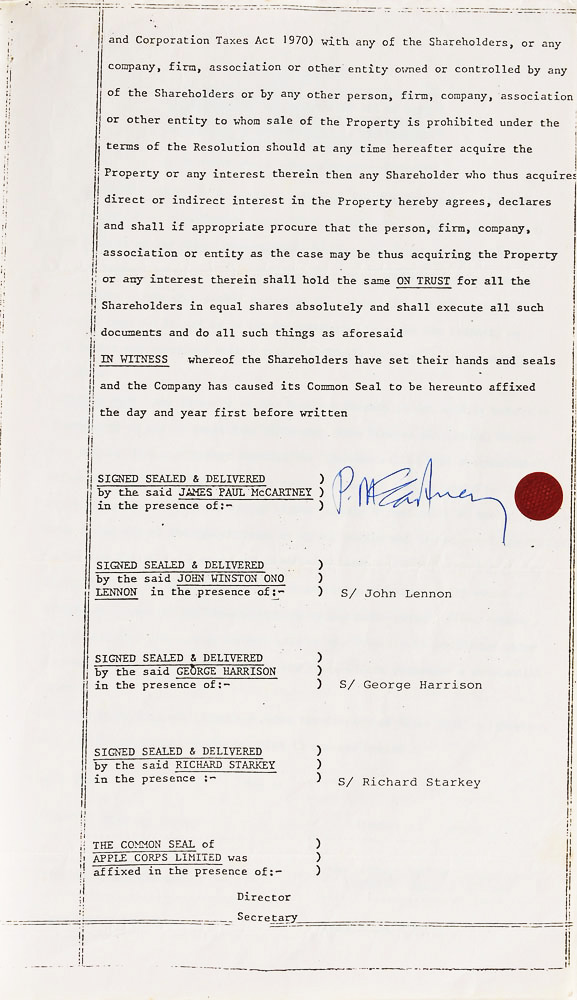 and Corporation Taxes Act 1970) with any of the Shareholders, or any
company, firm, association or other entity owned or controlled by any
of the Shareholders or by any other person, firm, company, association
or other entity to whom sale of the Property is prohibited under the
terms of the Resolution should at any time hereafter acquire the
Property or any interest therein then any Shareholder who thus acquires
direct or indirect interest in the Property hereby agrees, declares
and shall if appropriate procure that the person, firm, company,
association or entity as the case may be thus acquiring the Property
or any interest therein shall hold the same ON TRUST for all the
Shareholders in equal shares absolutely and shall execute all such
documents and do all such things as aforesaid
IN WITNESS whereof the Shareholders have set their hands and seals
and the Company has caused its Common Seal to be hereunto affixed
the day and year first before written
SIGNED SEALED & DELIVERED )
by the said JAMES PAUL McCARTNEY ) P. McCartney
in the presence of:- )
SIGNED SEALED & DELIVERED )
by the said JOHN WINSTON ONO )
LENNON in the presence of:- ) S/ John Lennon
SIGNED SEALED & DELIVERED )
by the said GEORGE HARRISON )
in the presence of:- ) S/ George Harrison
SIGNED SEALED & DELIVERED )
by the said RICHARD STARKEY )
in the presence :- ) S/ Richard Starkey
THE COMMON SEAL of )
APPLE CORPS LIMITED was )
affixed in the presence of:- )
Director
Secretary